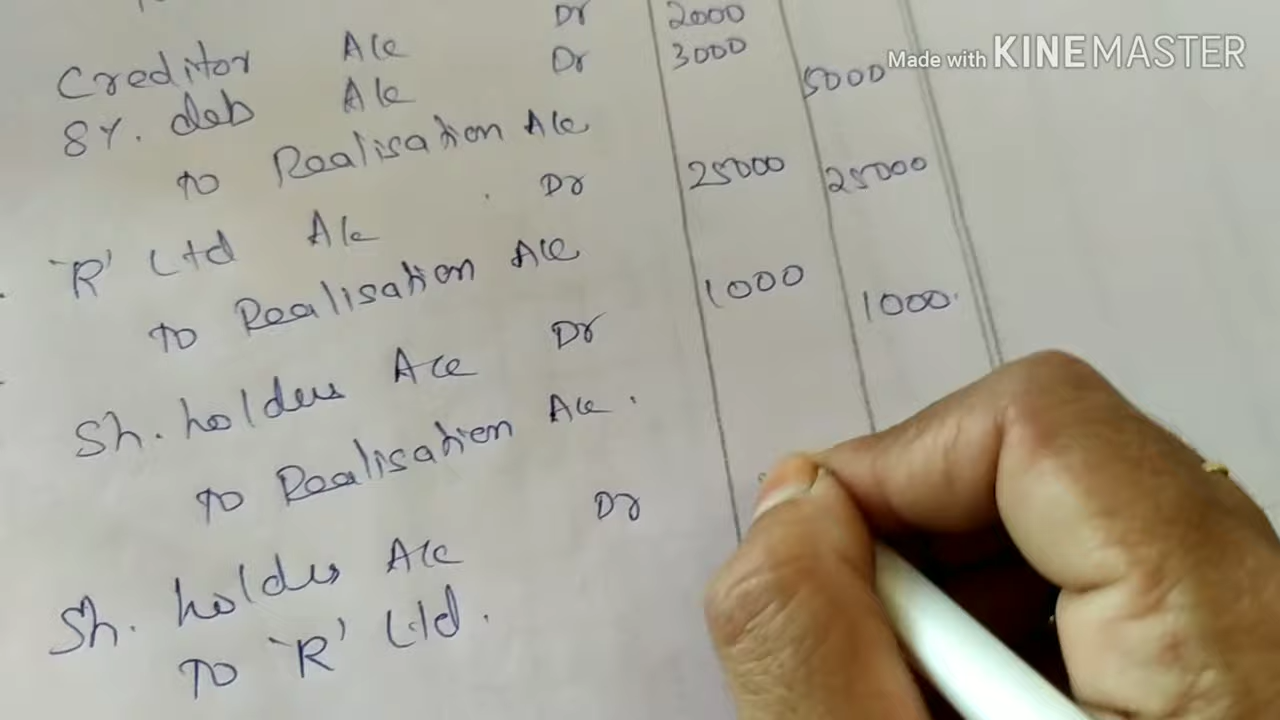 Creditor A/c Dr 2000
8%. deb A/c Dr 3000
To Realisation A/c 5000
'R' Ltd A/c Dr 25000
To Realisation A/c 25000
Sh. holders A/c Dr 1000
To Realisation A/c. 1000.
Sh. holders A/c Dr
To 'R' Ltd.
Made with KINEMASTER